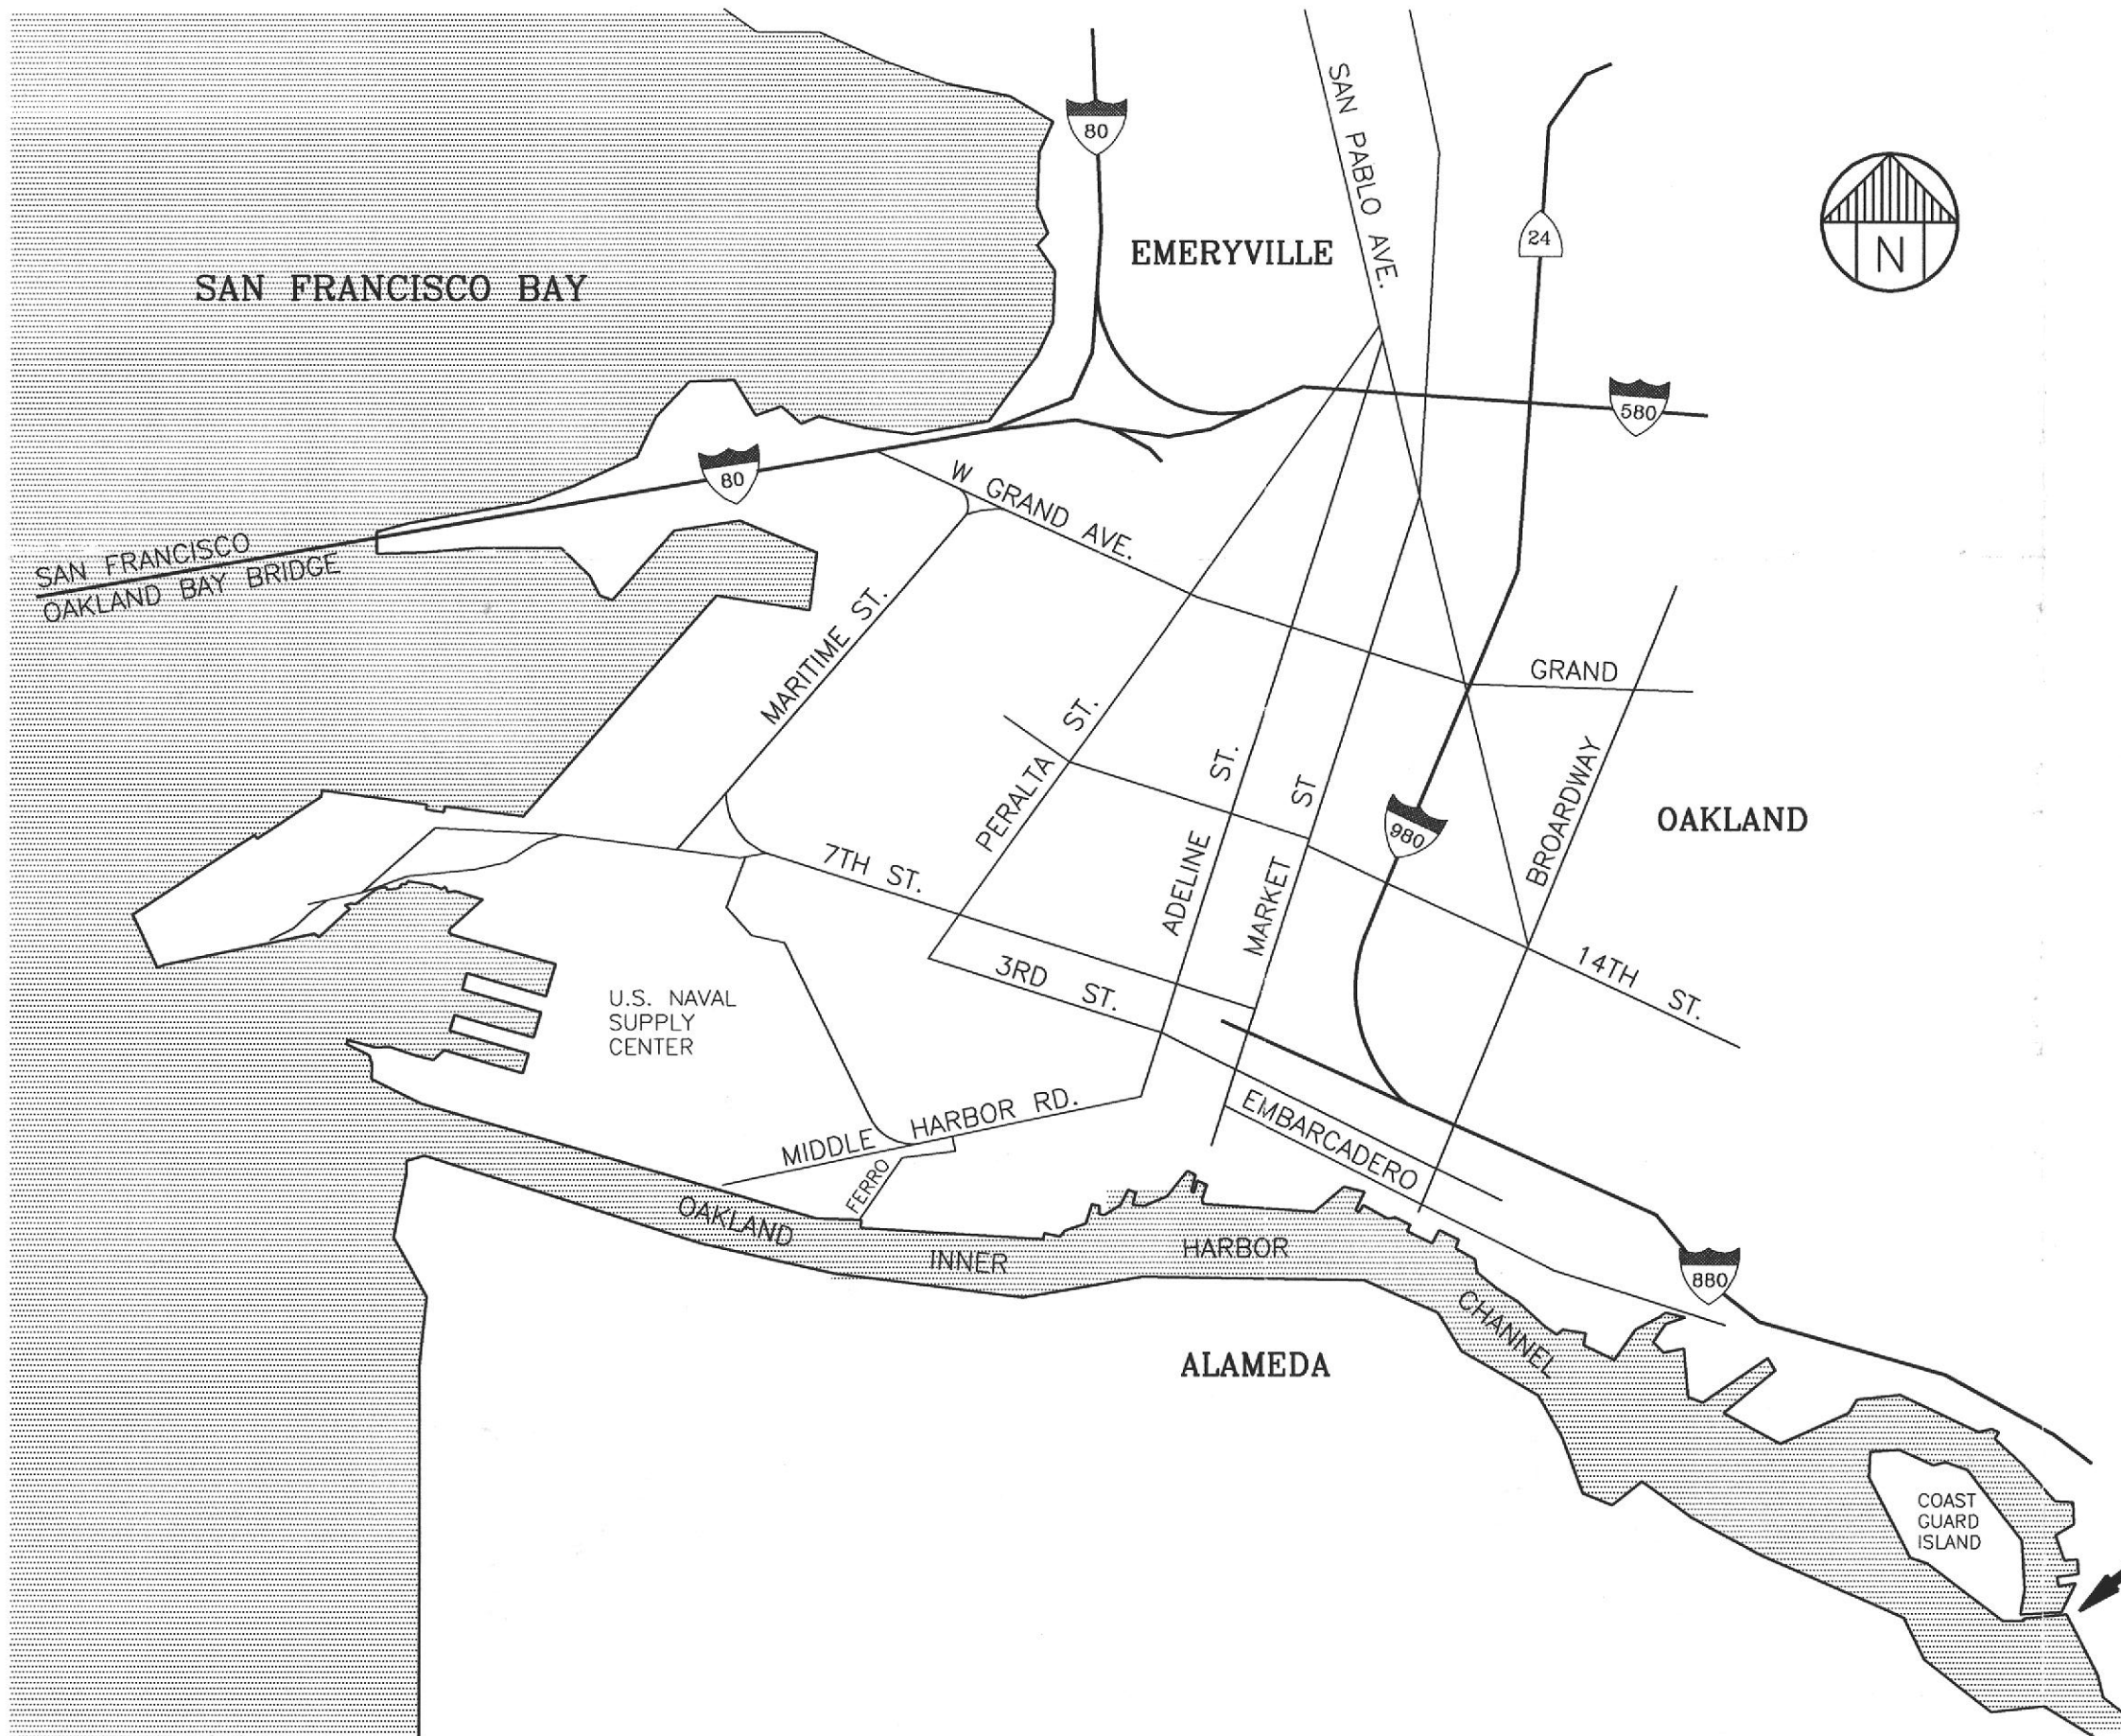 80
SAN PABLO AVE.
24
N
EMERYVILLE
SAN FRANCISCO BAY
580
80
W GRAND AVE.
SAN FRANCISCO
OAKLAND BAY BRIDGE
MARITIME ST.
GRAND
PERALTA ST.
ADELINE ST.
MARKET ST
980
BROARDWAY
OAKLAND
7TH ST.
3RD ST.
14TH ST.
U.S. NAVAL
SUPPLY
CENTER
MIDDLE HARBOR RD.
EMBARCADERO
FERRO
OAKLAND INNER HARBOR CHANNEL
880
ALAMEDA
COAST
GUARD
ISLAND